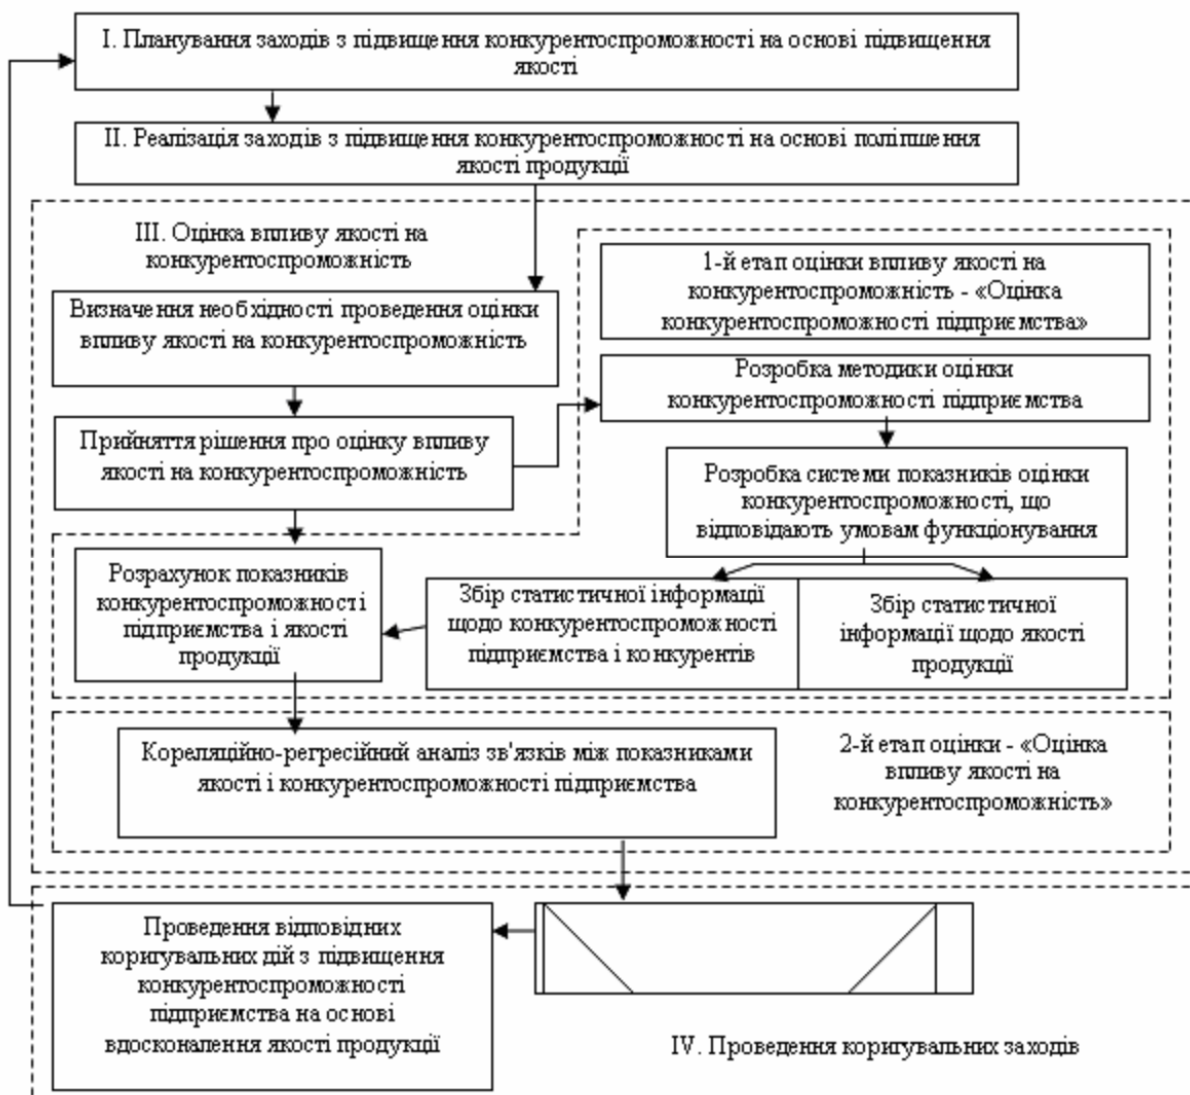 І. Планування заходів з підвищення конкурентоспроможності на основі підвищення
якості
ІІ. Реалізація заходів з підвищення конкурентоспроможності на основі поліпшення
якості продукції
ІІІ. Оцінка впливу якості на
конкурентоспроможність
Визначення необхідності проведення оцінки
впливу якості на конкурентоспроможність
Прийняття рішення про оцінку впливу
якості на конкурентоспроможність
1-й етап оцінки впливу якості на
конкурентоспроможність - «Оцінка
конкурентоспроможності підприємства»
Розробка методики оцінки
конкурентоспроможності підприємства
Розробка системи показників оцінки
конкурентоспроможності, що
відповідають умовам функціонування
Розрахунок показників
конкурентоспроможності
підприємства і якості
продукції
Збір статистичної інформації
щодо конкурентоспроможності
підприємства і конкурентів
Збір статистичної
інформації щодо якості
продукції
Кореляційно-регресійний аналіз зв'язків між показниками
якості і конкурентоспроможності підприємства
2-й етап оцінки - «Оцінка
впливу якості на
конкурентоспроможність»
Проведення відповідних
коригувальних дій з підвищення
конкурентоспроможності
підприємства на основі
вдосконалення якості продукції
IV. Проведення коригувальних заходів